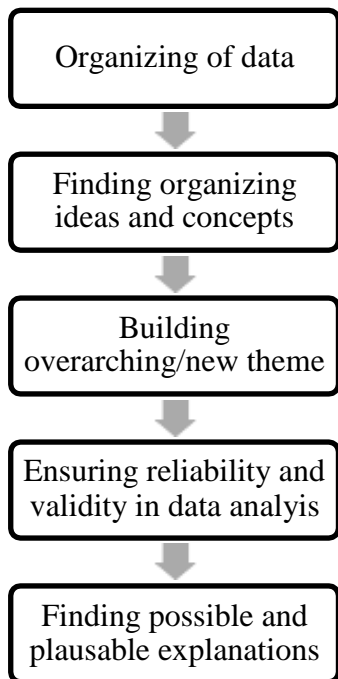 Organizing of data
Finding organizing
ideas and concepts
Building
overarching/new theme
Ensuring reliability and
validity in data analyis
Finding possible and
plausable explanations